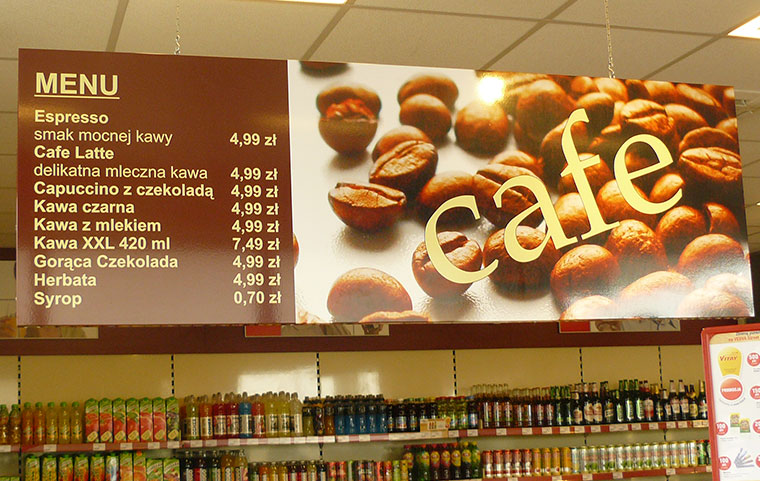 MENU
Espresso
smak mocnej kawy 4,99 zł
Cafe Latte
delikatna mleczna kawa 4,99 zł
Capuccino z czekoladą 4,99 zł
Kawa czarna 4,99 zł
Kawa z mlekiem 4,99 zł
Kawa XXL 420 ml 7,49 zł
Gorąca Czekolada 4,99 zł
Herbata 4,99 zł
Syrop 0,70 zł
cafe
VITAY